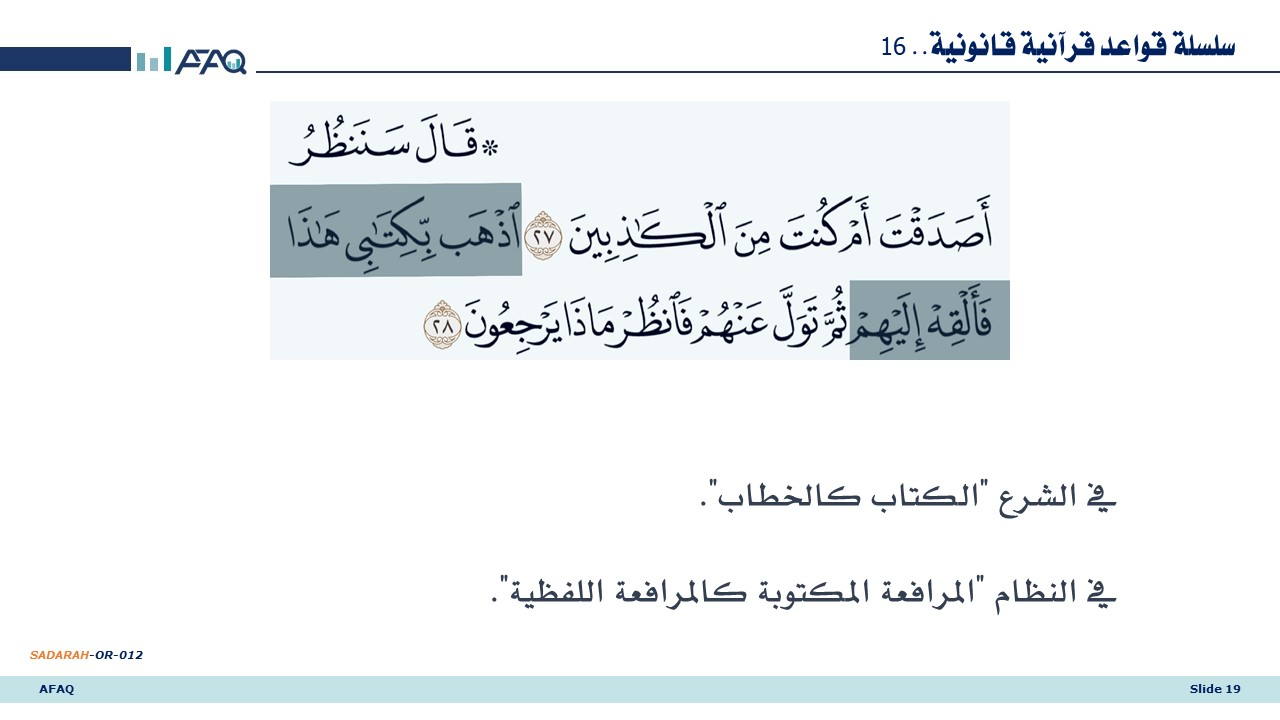 سلسلة قواعد قرآنية قانونية.. 16
AFAQ
* قَالَ سَنَنظُرُ
أَصَدَقْتَ أَمْ كُنتَ مِنَ ٱلْكَـٰذِبِينَ ٢٧ ٱذْهَب بِّكِتَـٰبِى هَـٰذَا
فَأَلْقِهْ إِلَيْهِمْ ثُمَّ تَوَلَّ عَنْهُمْ فَٱنظُرْ مَاذَا يَرْجِعُونَ ٢٨
في الشرع "الكتاب كالخطاب".
في النظام "المرافعة المكتوبة كالمرافعة اللفظية".
SADARAH-OR-012
AFAQ
Slide 19